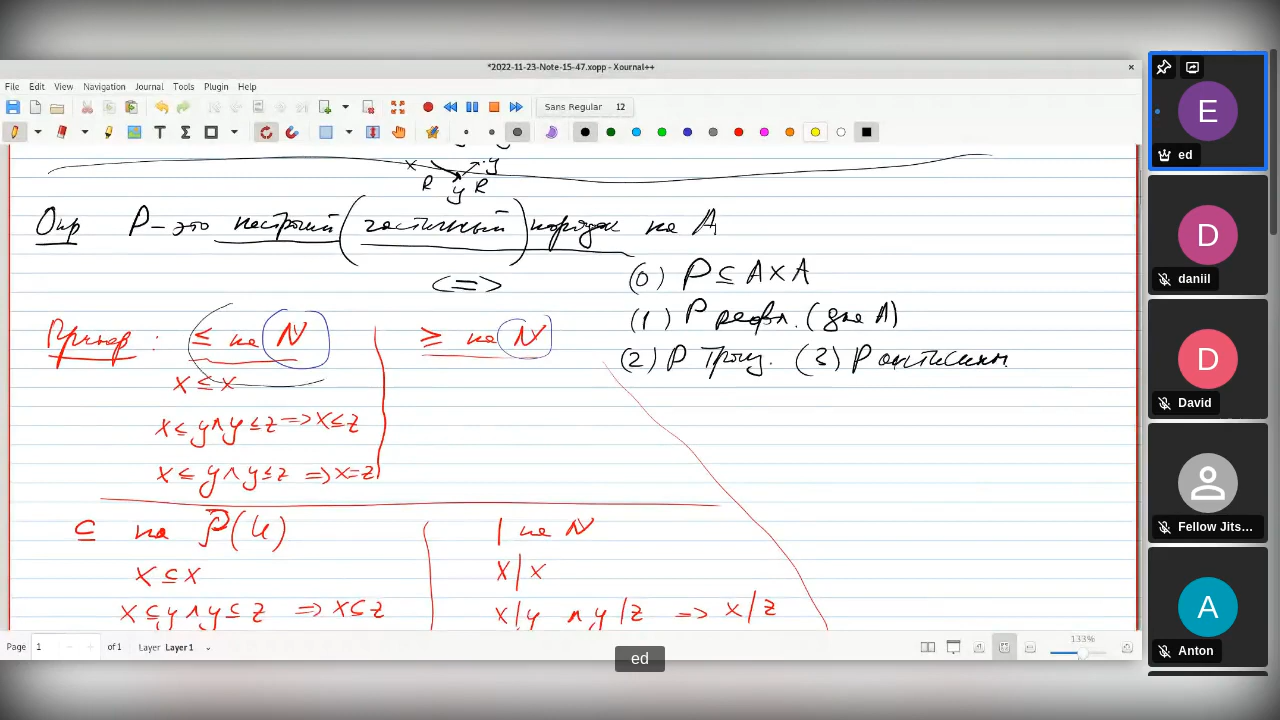 *2022-11-23-Note-15-47.xopp - Xournal++
File Edit View Navigation Journal Tools Plugin Help
Sans Regular 12
x y
R y R
Опр P - это нестрогий (частичный) порядок на A
<=>
(0) P ⊆ A × A
(1) P рефл. (для A)
(2) P транз. (3) P антисимм.
Пример: ≤ на N
≥ на N
x ≤ x
x ≤ y ∧ y ≤ z => x ≤ z
x ≤ y ∧ y ≤ z => x = z
⊆ на P(U)
x ⊆ x
x ⊆ y ∧ y ⊆ z => x ⊆ z
| на N
x | x
x | y ∧ y | z => x | z
Page 1 of 1 Layer Layer 1
133%
ed
E
ed
D
daniil
D
David
Fellow Jits...
A
Anton